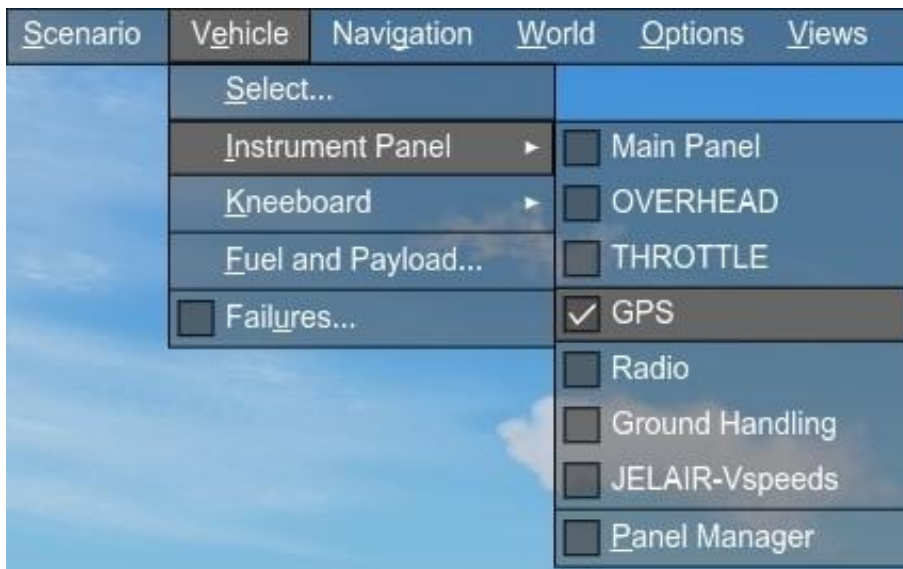 Scenario Vehicle Navigation World Options Views
Select...
Instrument Panel
Kneeboard
Fuel and Payload...
Failures...
Main Panel
OVERHEAD
THROTTLE
GPS
Radio
Ground Handling
JELAIR-Vspeeds
Panel Manager